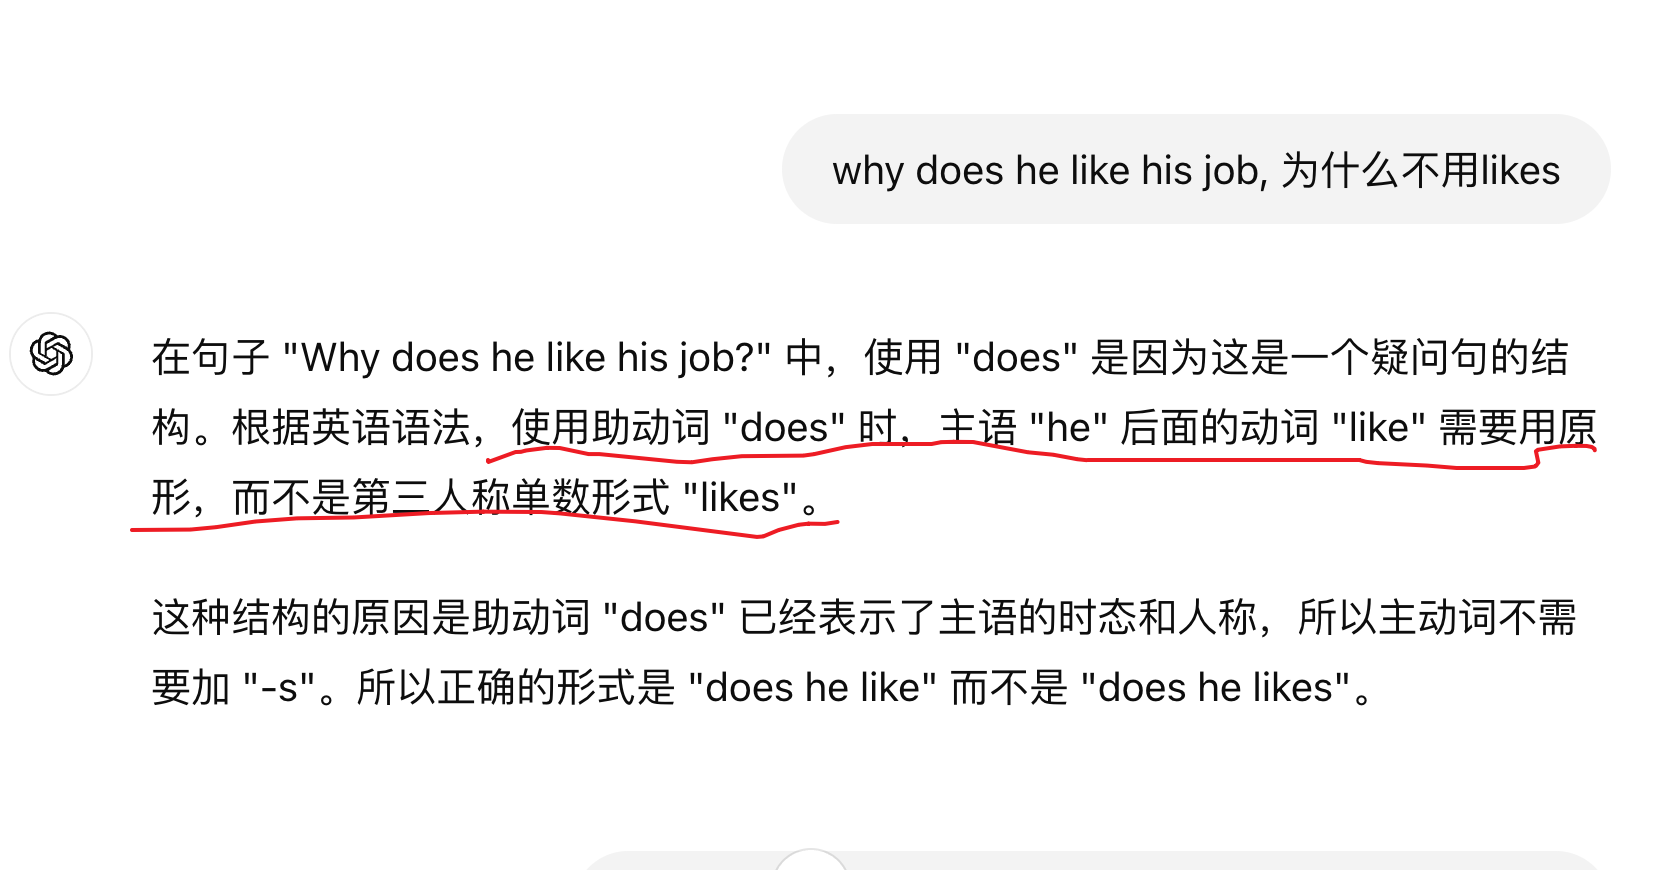 why does he like his job, 为什么不用likes
在句子 "Why does he like his job?" 中，使用 "does" 是因为这是一个疑问句的结
构。根据英语语法，使用助动词 "does" 时，主语 "he" 后面的动词 "like" 需要用原
形，而不是第三人称单数形式 "likes"。
这种结构的原因是助动词 "does" 已经表示了主语的时态和人称，所以主动词不需
要加 "-s"。所以正确的形式是 "does he like" 而不是 "does he likes"。